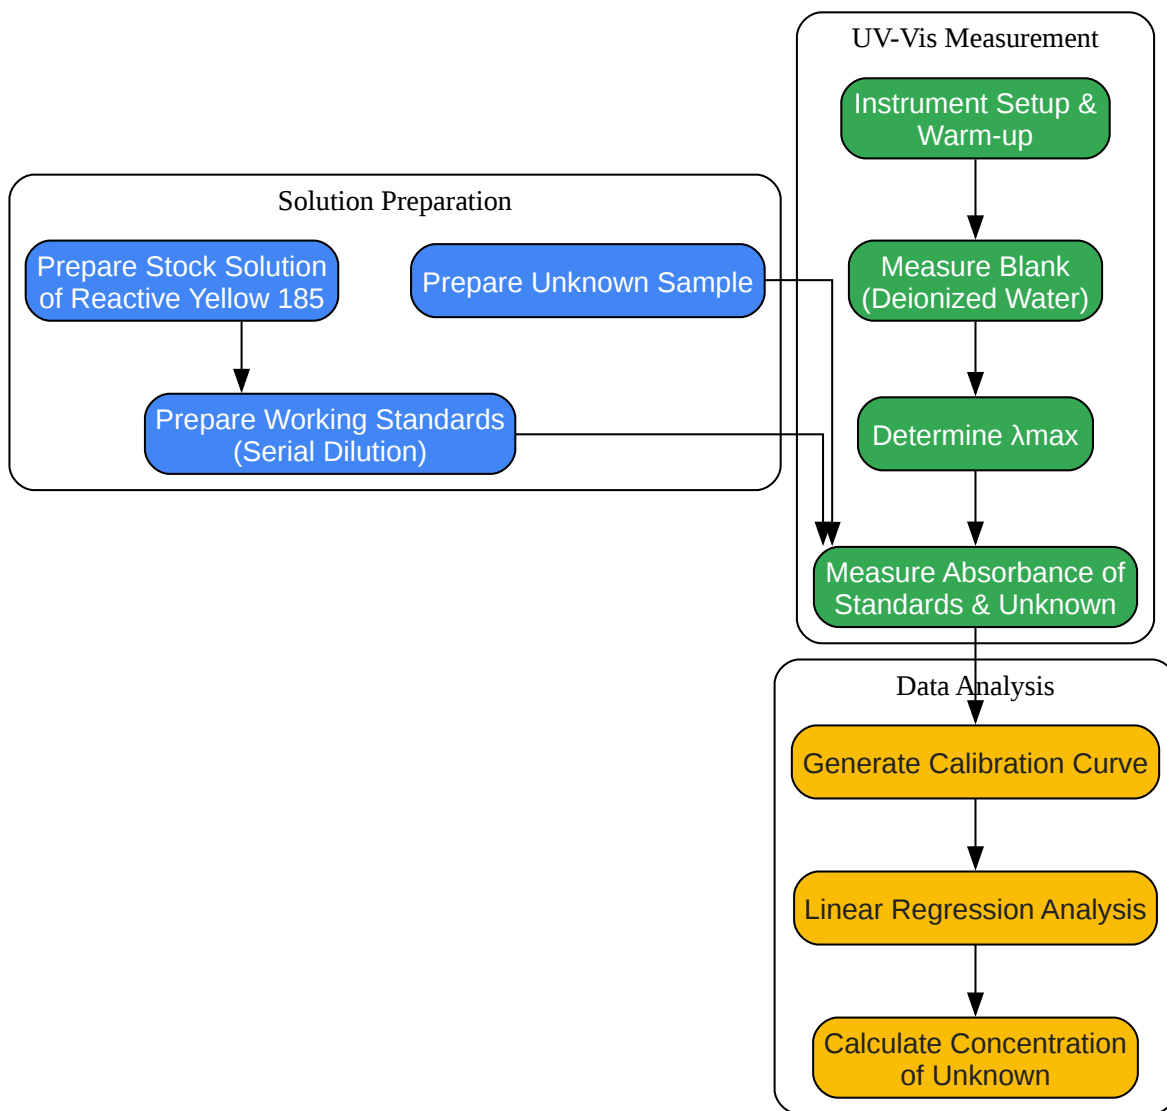 UV-Vis Measurement
Instrument Setup &
Warm-up
Solution Preparation
Prepare Stock Solution
of Reactive Yellow 185
Prepare Unknown Sample
Measure Blank
(Deionized Water)
Prepare Working Standards
(Serial Dilution)
Determine λmax
Measure Absorbance of
Standards & Unknown
Data Analysis
Generate Calibration Curve
Linear Regression Analysis
Calculate Concentration
of Unknown